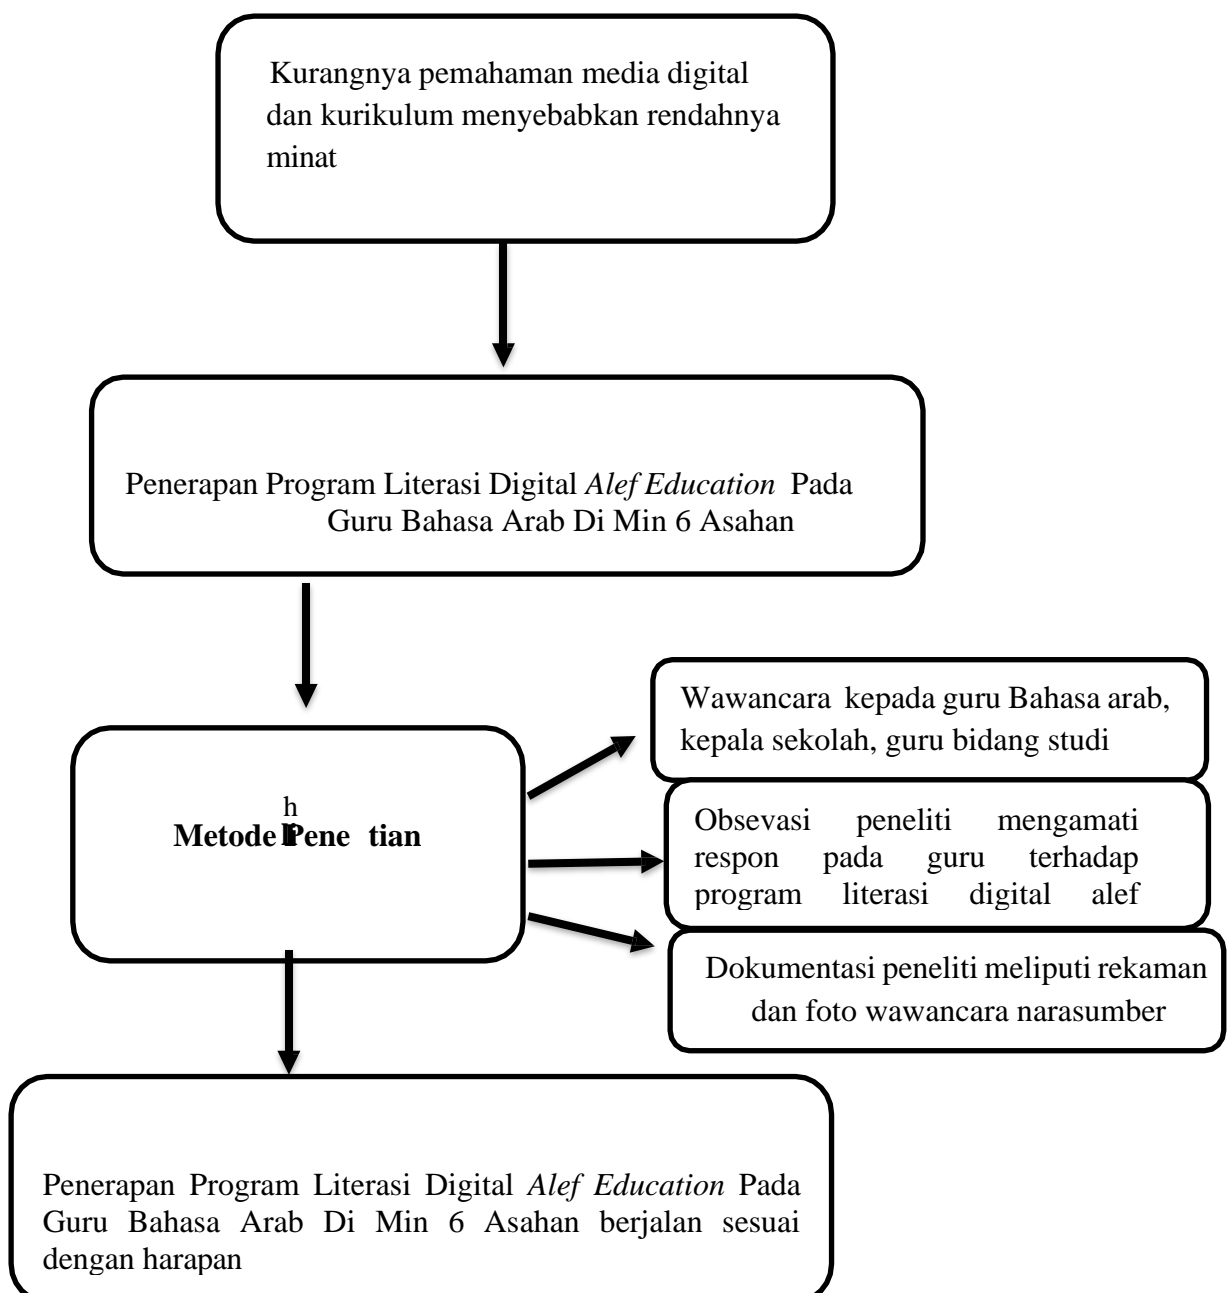 Kurangnya pemahaman media digital
dan kurikulum menyebabkan rendahnya
minat
Penerapan Program Literasi Digital Alef Education Pada
Guru Bahasa Arab Di Min 6 Asahan
Wawancara kepada guru Bahasa arab,
kepala sekolah, guru bidang studi
h
Metode Penelitian
Obsevasi peneliti mengamati
respon pada guru terhadap
program literasi digital alef
Dokumentasi peneliti meliputi rekaman
dan foto wawancara narasumber
Penerapan Program Literasi Digital Alef Education Pada
Guru Bahasa Arab Di Min 6 Asahan berjalan sesuai
dengan harapan